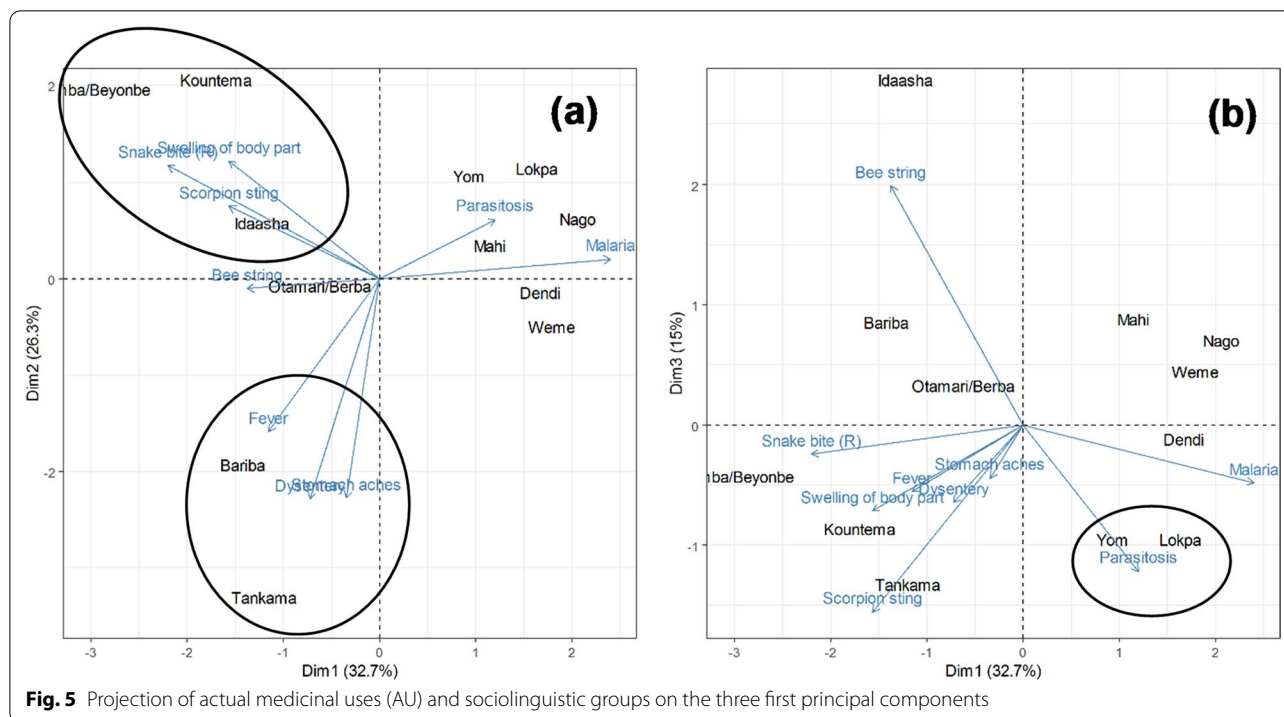 (a)
Kountema
nba/Beyonbe
Swelling of body part
Snake bite (R)
Scorpion sting
Idaasha
Yom
Lokpa
Parasitosis
Nago
Mahi
Malaria
Bee string
Otamari/Berba
Dendi
Weme
Fever
Bariba
Dysentery
Stomach aches
Tankama
2
0
-2
Dim2 (26.3%)
-3 -2 -1 0 1 2
Dim1 (32.7%)
(b)
Idaasha
Bee string
Bariba
Mahi
Nago
Weme
Otamari/Berba
Dendi
Snake bite (R)
Stomach aches
Malaria
nba/Beyonbe
Fever
Dysentery
Swelling of body part
Kountema
Yom
Lokpa
Parasitosis
Tankama
Scorpion sting
2
1
0
-1
Dim3 (15%)
-3 -2 -1 0 1 2
Dim1 (32.7%)
Fig. 5 Projection of actual medicinal uses (AU) and sociolinguistic groups on the three first principal components